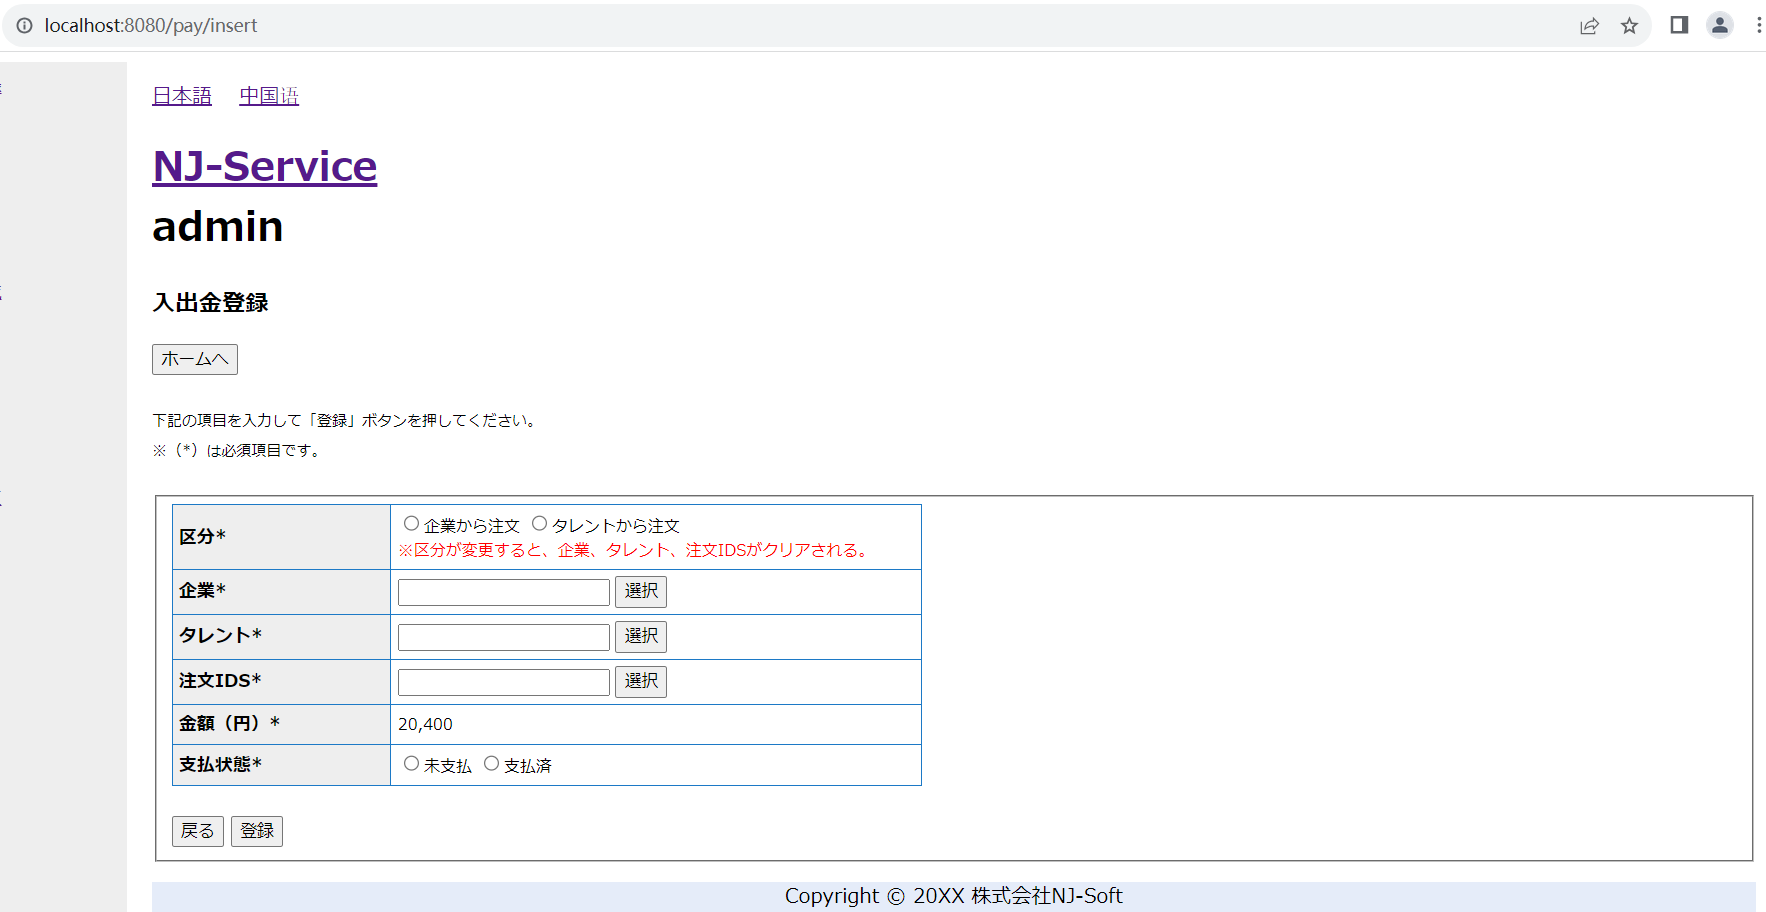 localhost:8080/pay/insert
日本語 中国语
NJ-Service
admin
入出金登録
ホームへ
下記の項目を入力して「登録」ボタンを押してください。
※（*）は必須項目です。
区分* 企業から注文 タレントから注文
※区分が変更すると、企業、タレント、注文IDSがクリアされる。
企業* 選択
タレント* 選択
注文IDS* 選択
金額（円）* 20,400
支払状態* 未支払 支払済
戻る 登録
Copyright © 20XX 株式会社NJ-Soft